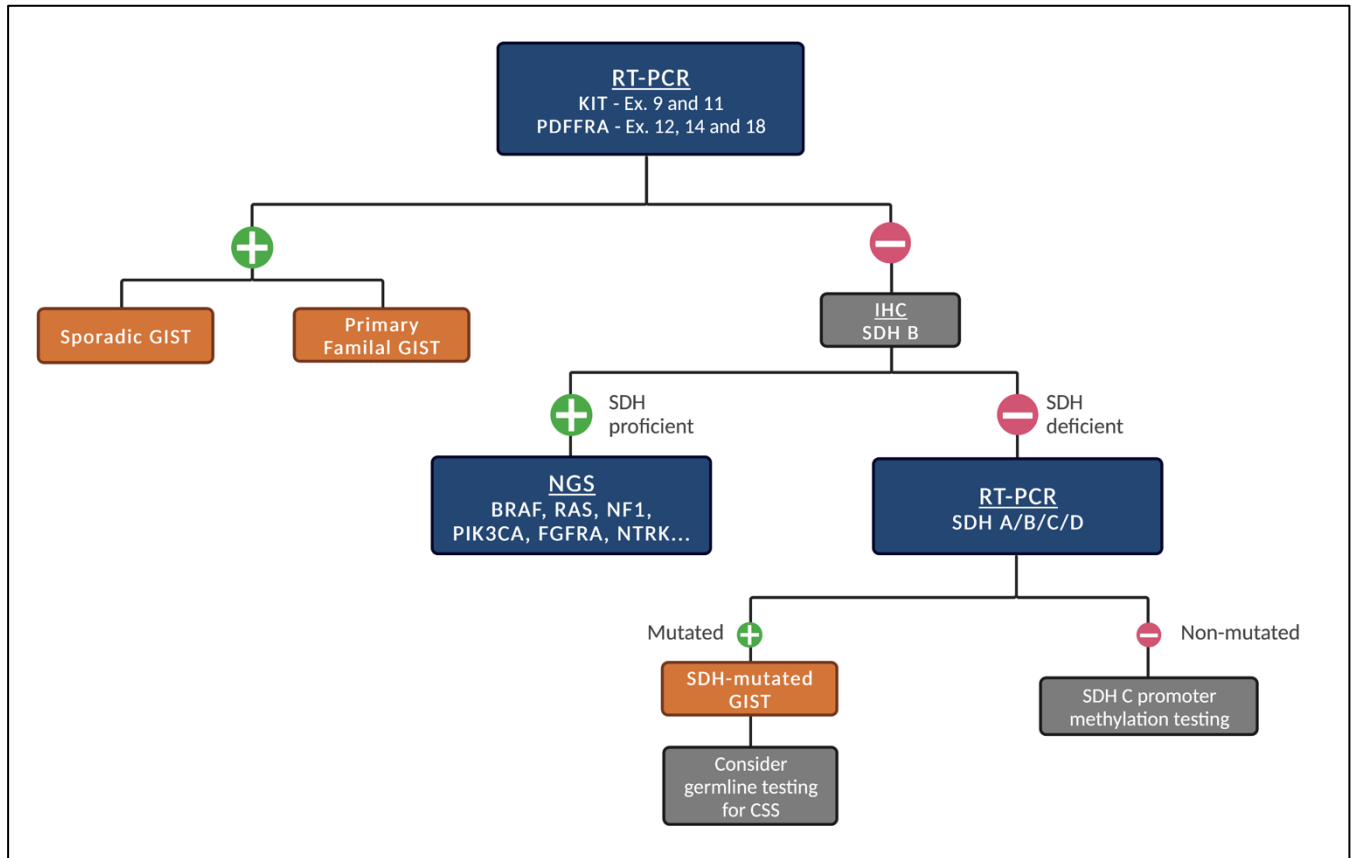 RT-PCR
KIT - Ex. 9 and 11
PDFFRA - Ex. 12, 14 and 18
Sporadic GIST
Primary
Familal GIST
IHC
SDH B
SDH
proficient
SDH
deficient
NGS
BRAF, RAS, NF1,
PIK3CA, FGFRA, NTRK...
RT-PCR
SDH A/B/C/D
Mutated
Non-mutated
SDH-mutated
GIST
SDH C promoter
methylation testing
Consider
germline testing
for CSS